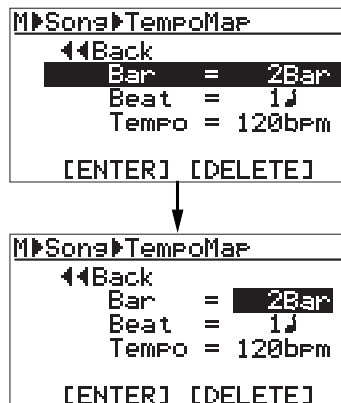 M▶Song▶TempoMap
◀◀Back
Bar = 2Bar
Beat = 1♩
Tempo = 120bpm
[ENTER] [DELETE]
M▶Song▶TempoMap
◀◀Back
Bar = 2Bar
Beat = 1♩
Tempo = 120bpm
[ENTER] [DELETE]